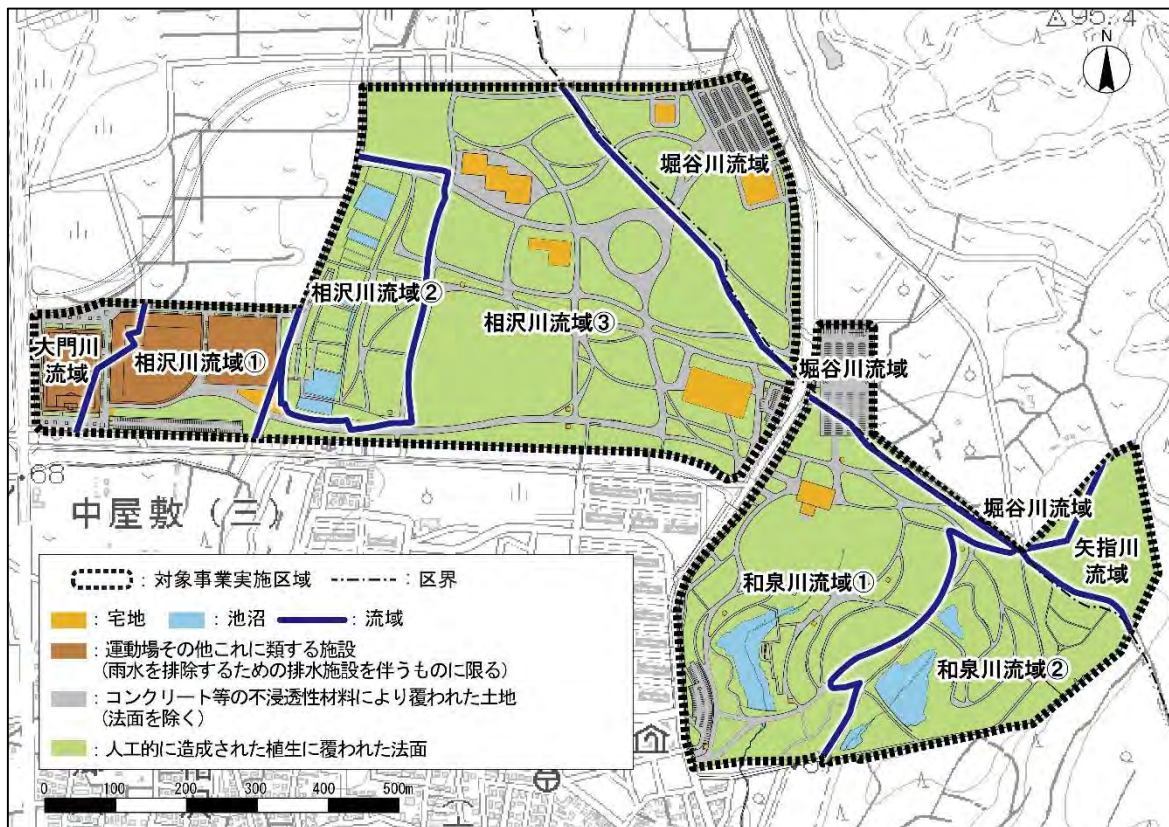 △95.4
N
堀谷川流域
相沢川流域②
相沢川流域③
大門川
流域
相沢川流域①
堀谷川流域
68
中屋敷(三)
堀谷川流域
矢指川
流域
和泉川流域①
和泉川流域②
:対象事業実施区域 :区界
:宅地 :池沼 :流域
:運動場その他これに類する施設
(雨水を排除するための排水施設を伴うものに限る)
:コンクリート等の不浸透性材料により覆われた土地
(法面を除く)
:人工的に造成された植生に覆われた法面
0 100 200 300 400 500m